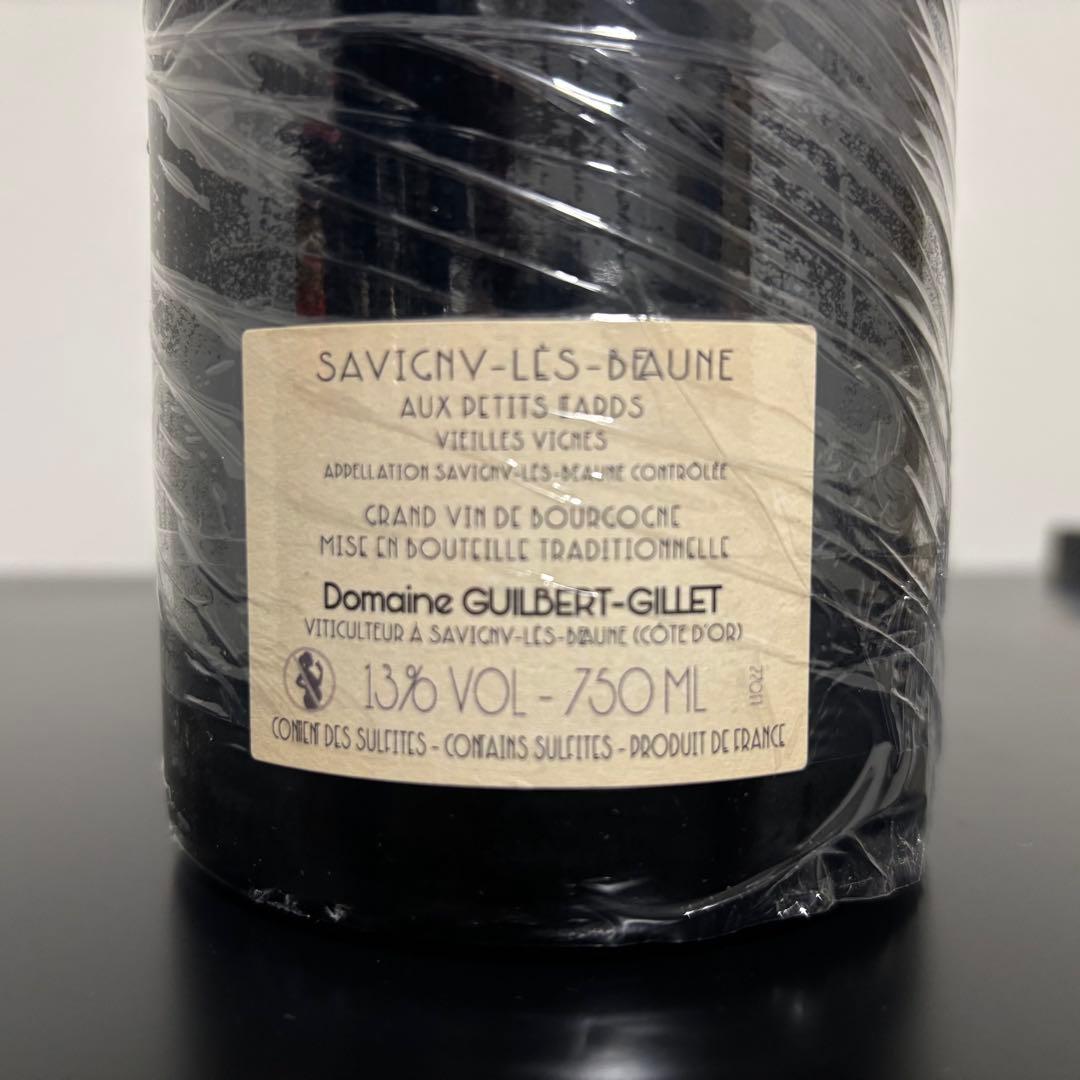 SAVIGNY-LÈS-BEAUNE
AUX PETITS FARDS
VIEILLES VIGNES
APPELLATION SAVIGNY-LÈS-BEAUNE CONTRÔLÉE
GRAND VIN DE BOURGOGNE
MISE EN BOUTEILLE TRADITIONNELLE
Domaine GUILBERT-GILLET
VITICULTEUR À SAVIGNY-LÈS-BEAUNE (CÔTE D'OR)
13% VOL - 750 ML
CONTIENT DES SULFITES - CONTAINS SULFITES - PRODUIT DE FRANCE